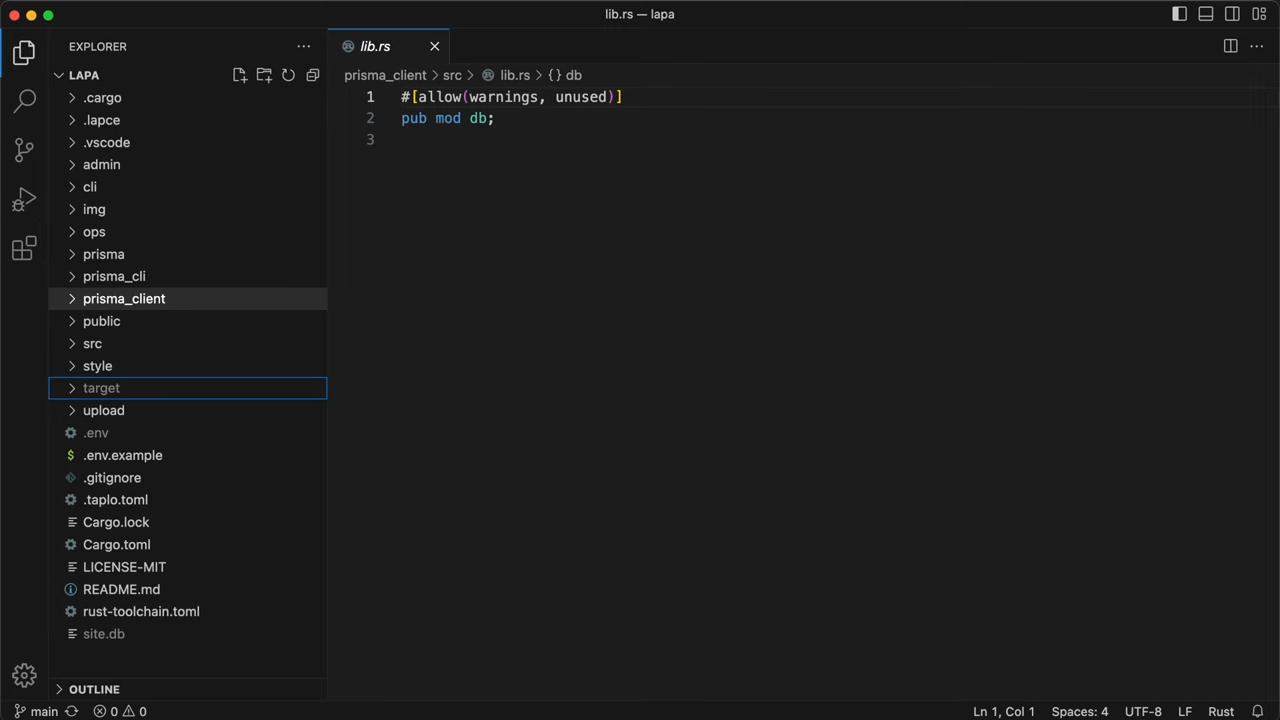 lib.rs — lapa
EXPLORER
LAPA
.cargo
.lapce
.vscode
admin
cli
img
ops
prisma
prisma_cli
prisma_client
public
src
style
target
upload
.env
$ .env.example
.gitignore
.taplo.toml
Cargo.lock
Cargo.toml
LICENSE-MIT
README.md
rust-toolchain.toml
site.db
OUTLINE
lib.rs
prisma_client > src > lib.rs > {} db
1 #[allow(warnings, unused)]
2 pub mod db;
3
main 0 0 Ln 1, Col 1 Spaces: 4 UTF-8 LF Rust